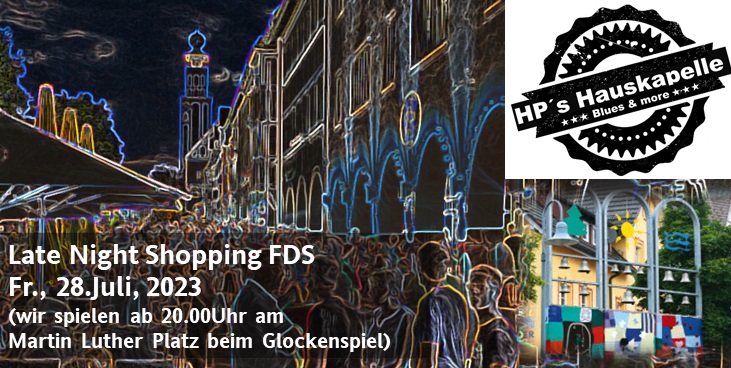 HP´s Hauskapelle
★★★ Blues & more ★★★
Late Night Shopping FDS
Fr., 28.Juli, 2023
(wir spielen ab 20.00Uhr am
Martin Luther Platz beim Glockenspiel)